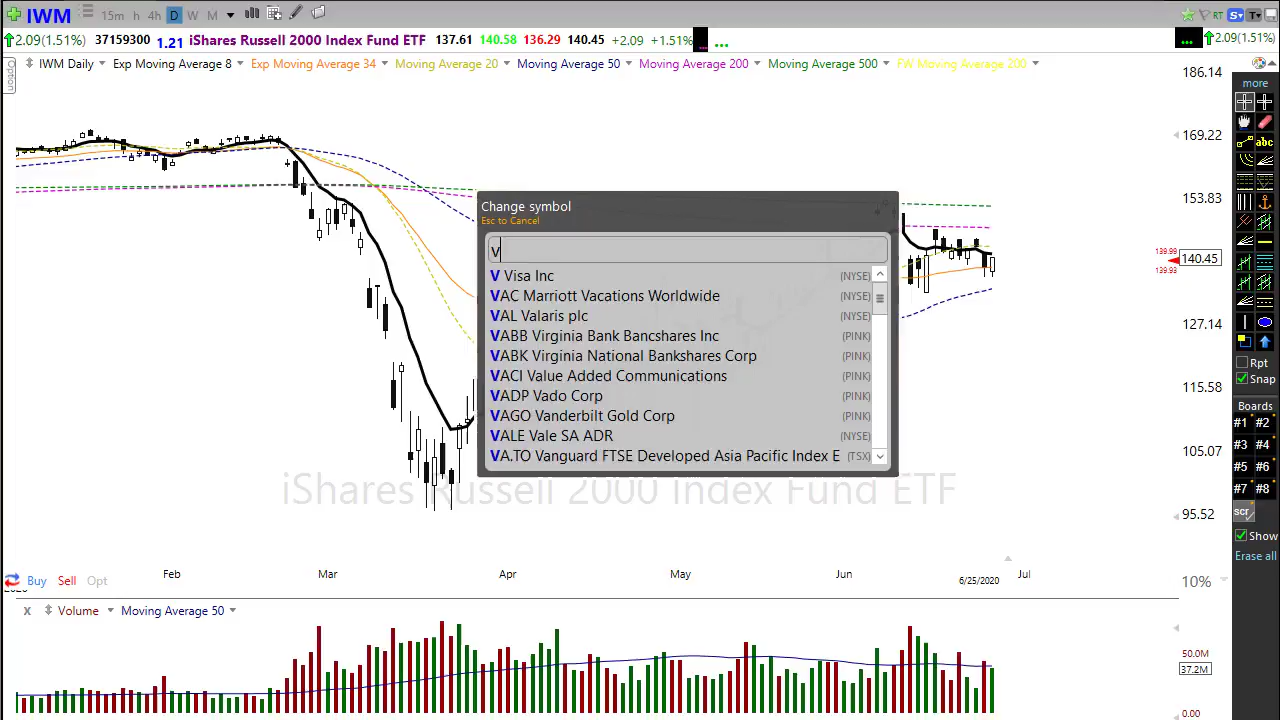 IWM 15m h 4h D W M RT S T
2.09(1.51%) 37159300 1.21 iShares Russell 2000 Index Fund ETF 137.61 140.58 136.29 140.45 +2.09 +1.51% ... ... 2.09(1.51%)
Option
IWM Daily Exp Moving Average 8 Exp Moving Average 34 Moving Average 20 Moving Average 50 Moving Average 200 Moving Average 500 FW Moving Average 200
186.14
more
169.22
abc
153.83
Change symbol
Esc to Cancel
v
139.99
140.45
139.93
V Visa Inc (NYSE)
VAC Marriott Vacations Worldwide (NYSE)
VAL Valaris plc (NYSE)
VABB Virginia Bank Bancshares Inc (PINK)
VABK Virginia National Bankshares Corp (PINK)
VACI Value Added Communications (PINK)
VADP Vado Corp (PINK)
VAGO Vanderbilt Gold Corp (PINK)
VALE Vale SA ADR (NYSE)
VA.TO Vanguard FTSE Developed Asia Pacific Index E (TSX)
127.14
115.58
105.07
95.52
iShares Russell 2000 Index Fund ETF
Rpt
Snap
Boards
#1 #2
#3 #4
#5 #6
#7 #8
scr
Show
Erase all
Buy Sell Opt
Feb Mar Apr May Jun 6/25/2020 Jul
10%
X Volume Moving Average 50
50.0M
37.2M
0.00